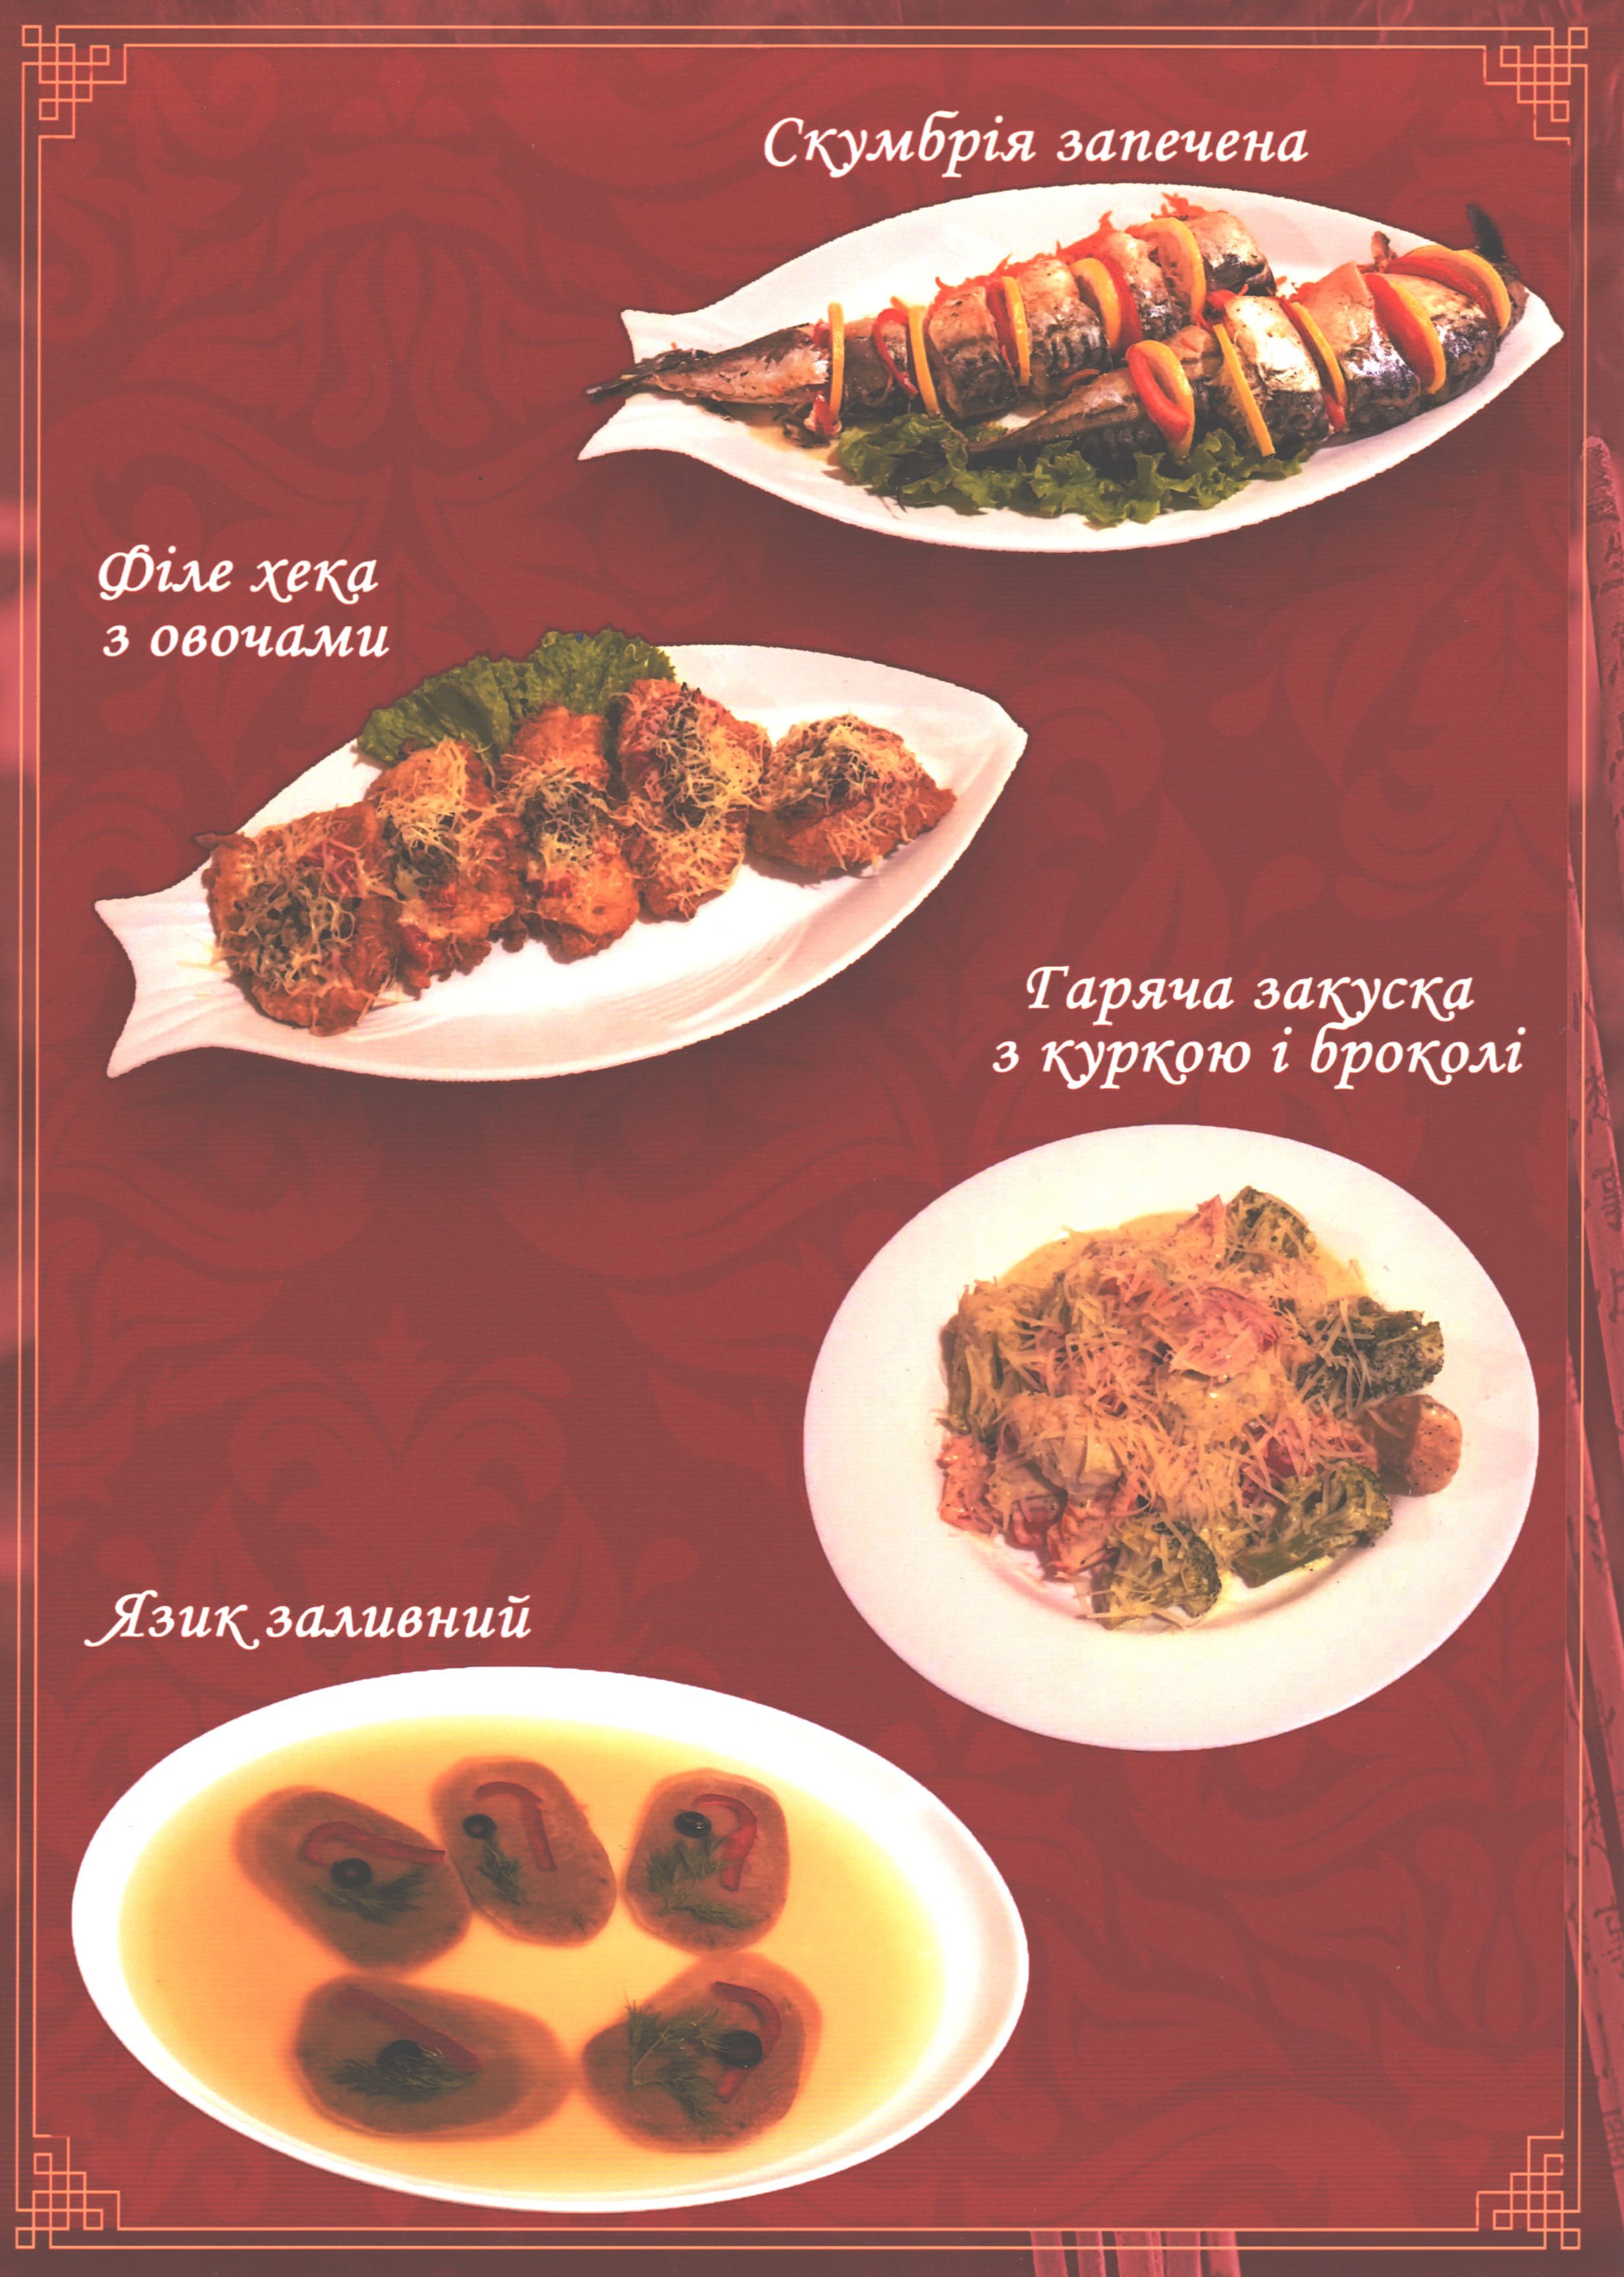 Скумбрія запечена
Філе хека
з овочами
Гаряча закуска
з куркою і броколі
Язик заливний